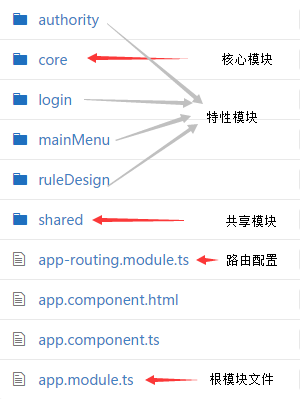 authority
core 核心模块
login
特性模块
mainMenu
ruleDesign
shared 共享模块
app-routing.module.ts 路由配置
app.component.html
app.component.ts
app.module.ts 根模块文件